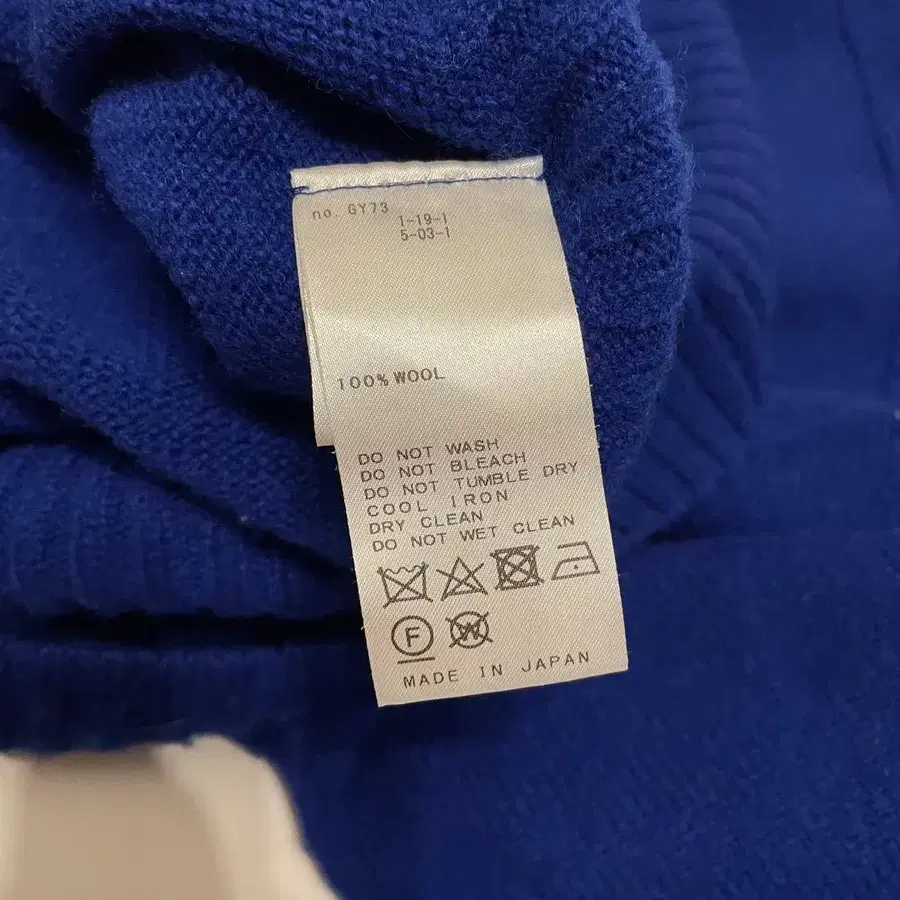 no. GY73
1-19-1
5-03-1
100% WOOL
DO NOT WASH
DO NOT BLEACH
DO NOT TUMBLE DRY
COOL IRON
DRY CLEAN
DO NOT WET CLEAN
F W
MADE IN JAPAN